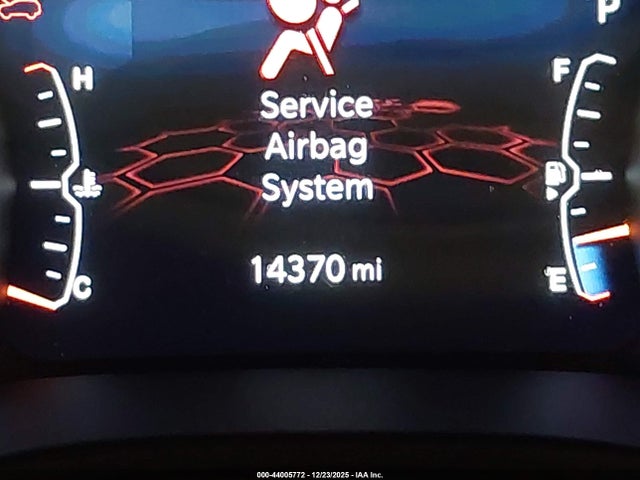 P
H
F
Service
Airbag
System
14370 mi
C
E
000-44005772 - 12/23/2025 - IAA Inc.